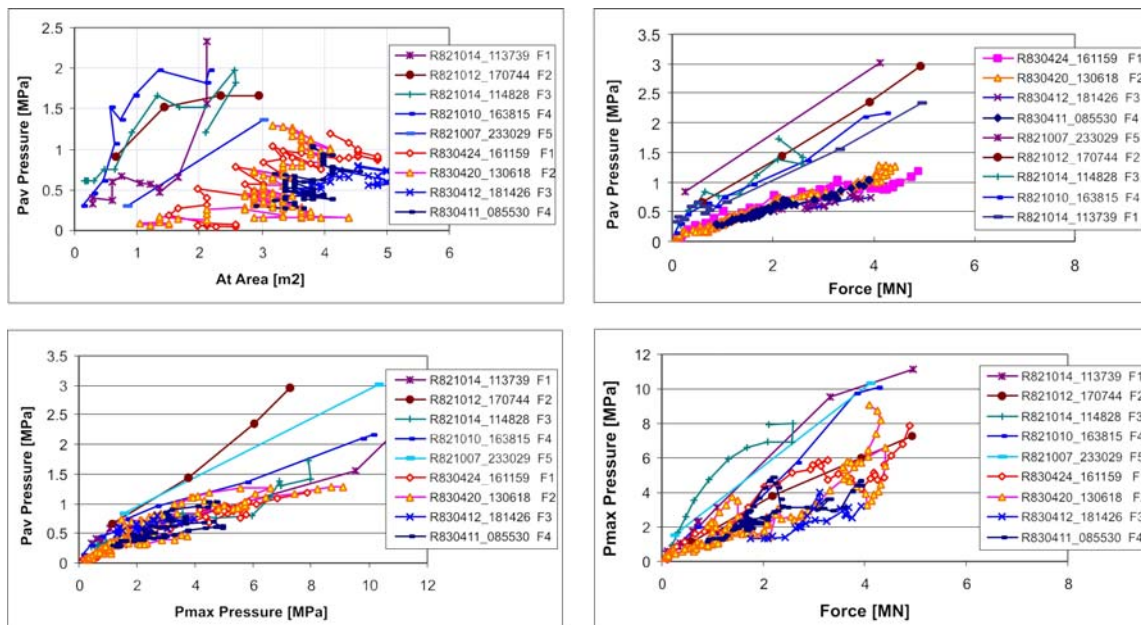 Pav Pressure [MPa]
2.5
2
1.5
1
0.5
0
0 1 2 3 4 5 6
At Area [m2]
R821014_113739 F1
R821012_170744 F2
R821014_114828 F3
R821010_163815 F4
R821007_233029 F5
R830424_161159 F1
R830420_130618 F2
R830412_181426 F3
R830411_085530 F4
Pav Pressure [MPa]
3.5
3
2.5
2
1.5
1
0.5
0
0 2 4 6 8
Force [MN]
R830424_161159 F1
R830420_130618 F2
R830412_181426 F3
R830411_085530 F4
R821007_233029 F5
R821012_170744 F2
R821014_114828 F3
R821010_163815 F4
R821014_113739 F1
Pav Pressure [MPa]
3.5
3
2.5
2
1.5
1
0.5
0
0 2 4 6 8 10 12
Pmax Pressure [MPa]
R821014_113739 F1
R821012_170744 F2
R821014_114828 F3
R821010_163815 F4
R821007_233029 F5
R830424_161159 F1
R830420_130618 F2
R830412_181426 F3
R830411_085530 F4
Pmax Pressure [MPa]
12
10
8
6
4
2
0
0 2 4 6 8
Force [MN]
R821014_113739 F1
R821012_170744 F2
R821014_114828 F3
R821010_163815 F4
R821007_233029 F5
R830424_161159 F1
R830420_130618 F2
R830412_181426 F3
R830411_085530 F4